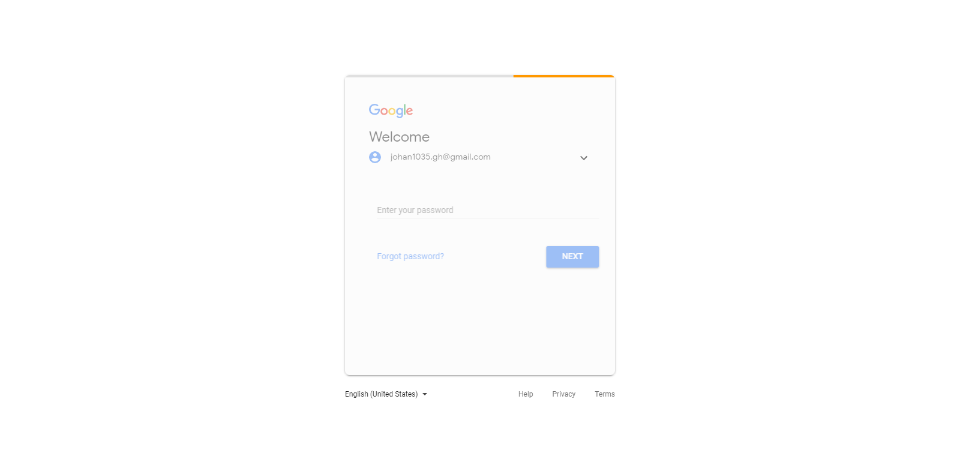 Google
Welcome
johan1035.gh@gmail.com
Enter your password
Forgot password?
NEXT
English (United States)
Help
Privacy
Terms